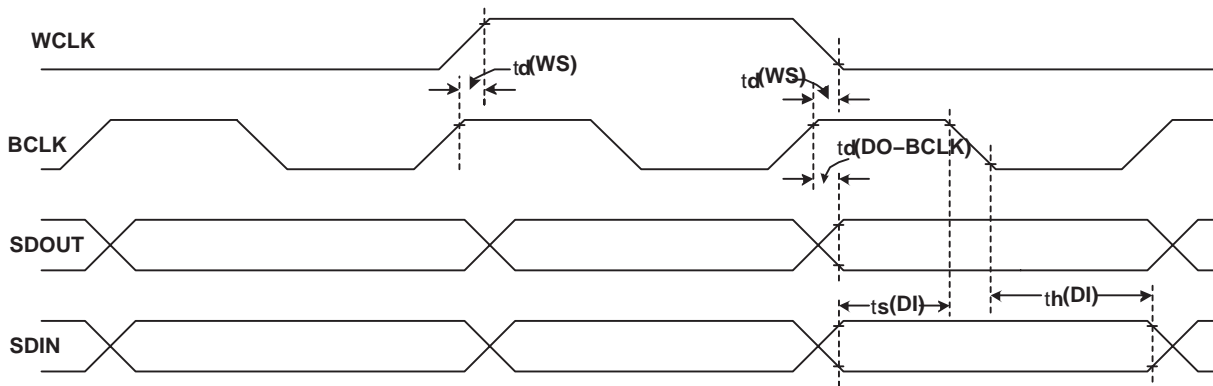 WCLK
td(WS)
td(WS)
BCLK
td(DO–BCLK)
SDOUT
ts(DI)
th(DI)
SDIN